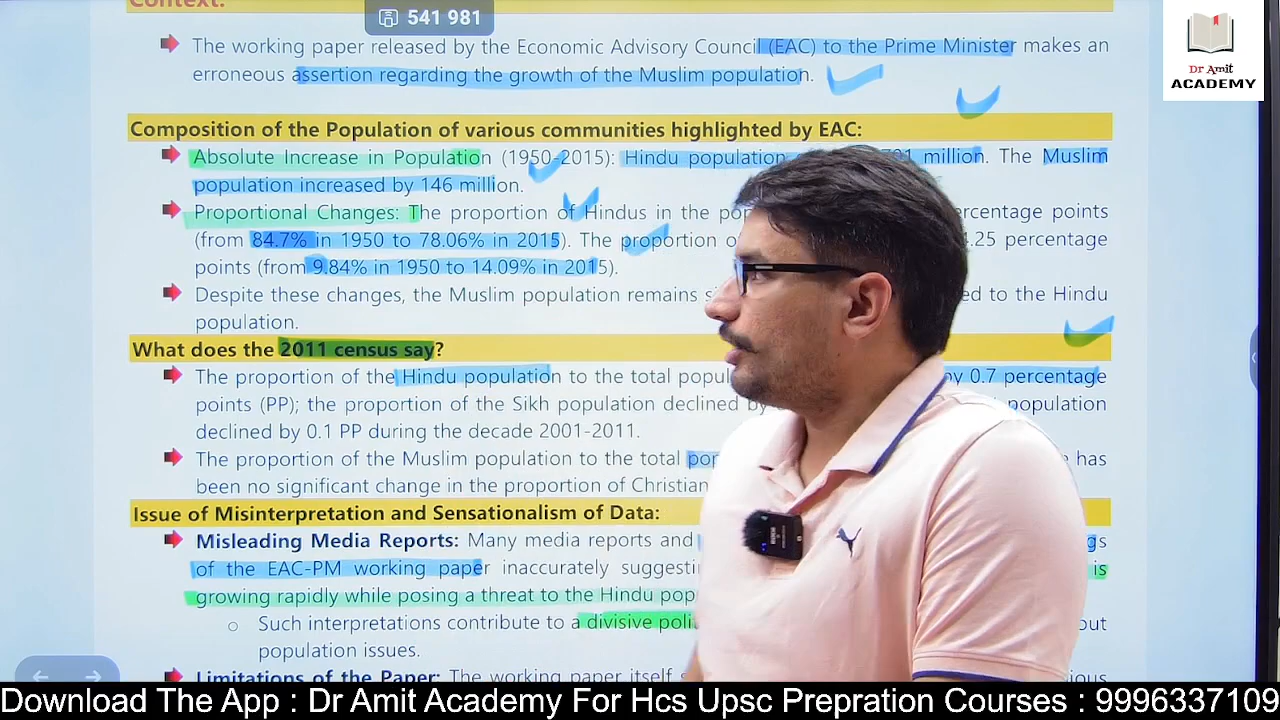 Context:
541 981
The working paper released by the Economic Advisory Council (EAC) to the Prime Minister makes an
erroneous assertion regarding the growth of the Muslim population.
Dr Amit
ACADEMY
Composition of the Population of various communities highlighted by EAC:
Absolute Increase in Population (1950-2015): Hindu population 701 million. The Muslim
population increased by 146 million.
Proportional Changes: The proportion of Hindus in the percentage points
(from 84.7% in 1950 to 78.06% in 2015). The proportion 4.25 percentage
points (from 9.84% in 1950 to 14.09% in 2015).
Despite these changes, the Muslim population remains to the Hindu
population.
What does the 2011 census say?
The proportion of the Hindu population to the total by 0.7 percentage
points (PP); the proportion of the Sikh population declined by population
declined by 0.1 PP during the decade 2001-2011.
The proportion of the Muslim population to the total has
been no significant change in the proportion of
Issue of Misinterpretation and Sensationalism of Data:
Misleading Media Reports: Many media reports and
of the EAC-PM working paper inaccurately is
growing rapidly while posing a threat to the Hindu
Such interpretations contribute to a divisive
population issues.
Limitations of the Paper: The working paper itself
Download The App : Dr Amit Academy For Hcs Upsc Prepration Courses : 9996337109